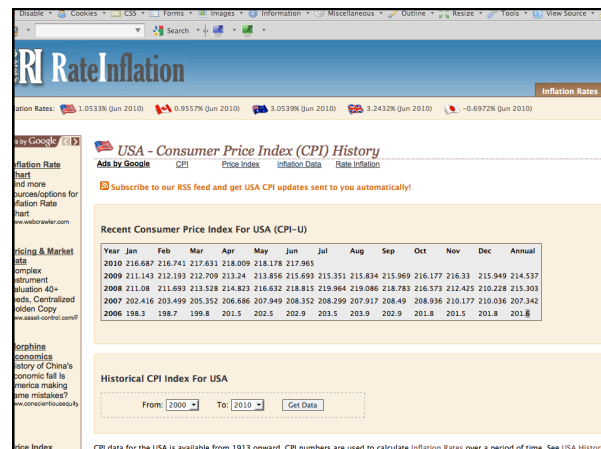 Disable Cookies CSS Forms Images Information Miscellaneous Outline Resize Tools View Source
Search
RI RateInflation
Inflation Rates
ation Rates: 1.0533% (Jun 2010) 0.9557% (Jun 2010) 3.0539% (Jun 2010) 3.2432% (Jun 2010) -0.6972% (Jun 2010)
s by Google
flation Rate
hart
ind more
ources/options for
flation Rate
hart
ww.webcrawler.com
ricing & Market
ata
omplex
strument
aluation 40+
eeds, Centralized
olden Copy
ww.asset-control.com/F
orphine
conomics
istory of China's
conomic fall Is
merica making
ame mistakes?
ww.conscientiousequity
rice Index
USA - Consumer Price Index (CPI) History
Ads by Google CPI Price Index Inflation Data Rate Inflation
Subscribe to our RSS feed and get USA CPI updates sent to you automatically!
Recent Consumer Price Index For USA (CPI-U)
Year Jan Feb Mar Apr May Jun Jul Aug Sep Oct Nov Dec Annual
2010 216.687 216.741 217.631 218.009 218.178 217.965
2009 211.143 212.193 212.709 213.24 213.856 215.693 215.351 215.834 215.969 216.177 216.33 215.949 214.537
2008 211.08 211.693 213.528 214.823 216.632 218.815 219.964 219.086 218.783 216.573 212.425 210.228 215.303
2007 202.416 203.499 205.352 206.686 207.949 208.352 208.299 207.917 208.49 208.936 210.177 210.036 207.342
2006 198.3 198.7 199.8 201.5 202.5 202.9 203.5 203.9 202.9 201.8 201.5 201.8 201.6
Historical CPI Index For USA
From: 2000 To: 2010 Get Data
CPI data for the USA is available from 1913 onward. CPI numbers are used to calculate Inflation Rates over a period of time. See USA Histor